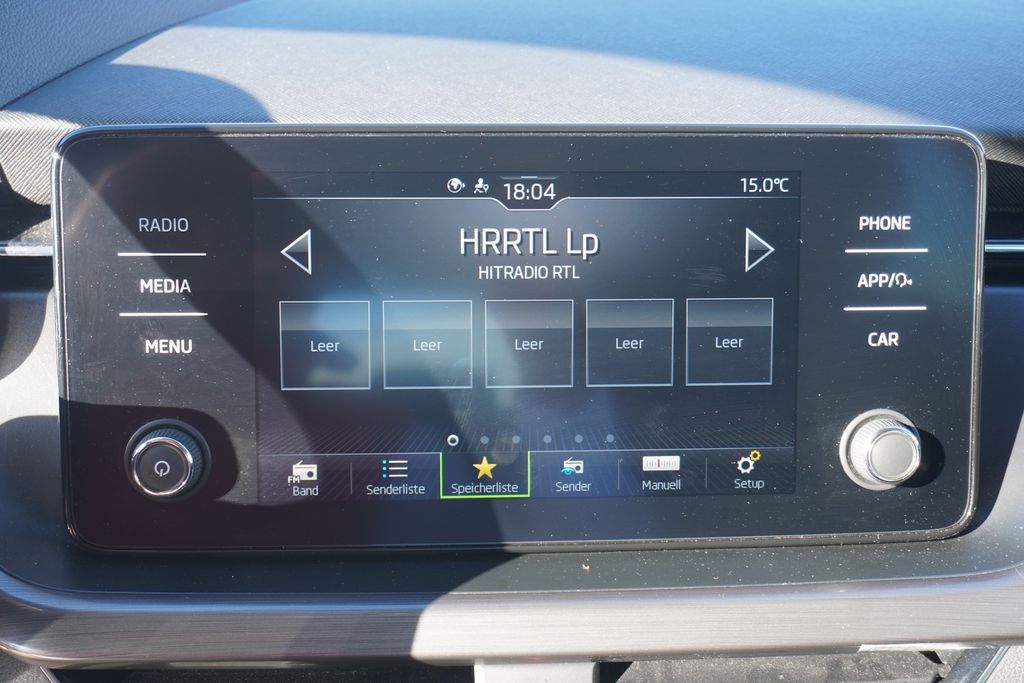 RADIO
MEDIA
MENU
18:04
15.0°C
HRRTL Lp
HITRADIO RTL
Leer
Leer
Leer
Leer
Leer
FM
Band
Senderliste
Speicherliste
Sender
Manuell
Setup
PHONE
APP/
CAR